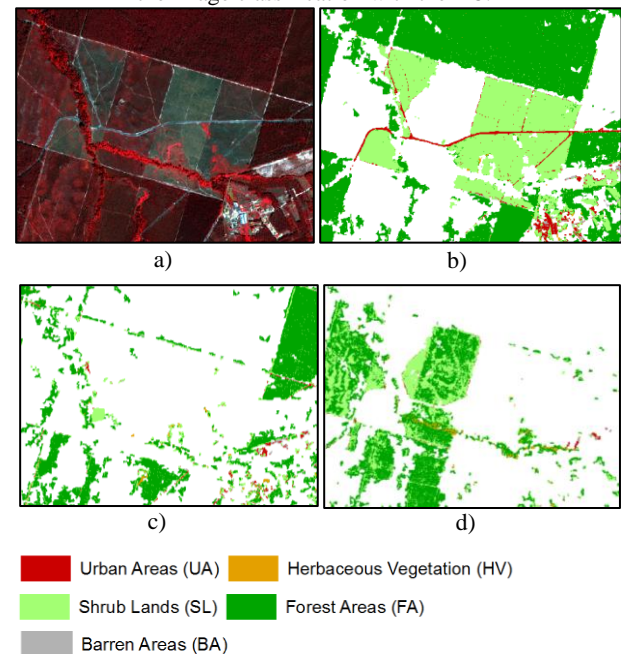 a)
b)
c)
d)
Urban Areas (UA)
Herbaceous Vegetation (HV)
Shrub Lands (SL)
Forest Areas (FA)
Barren Areas (BA)